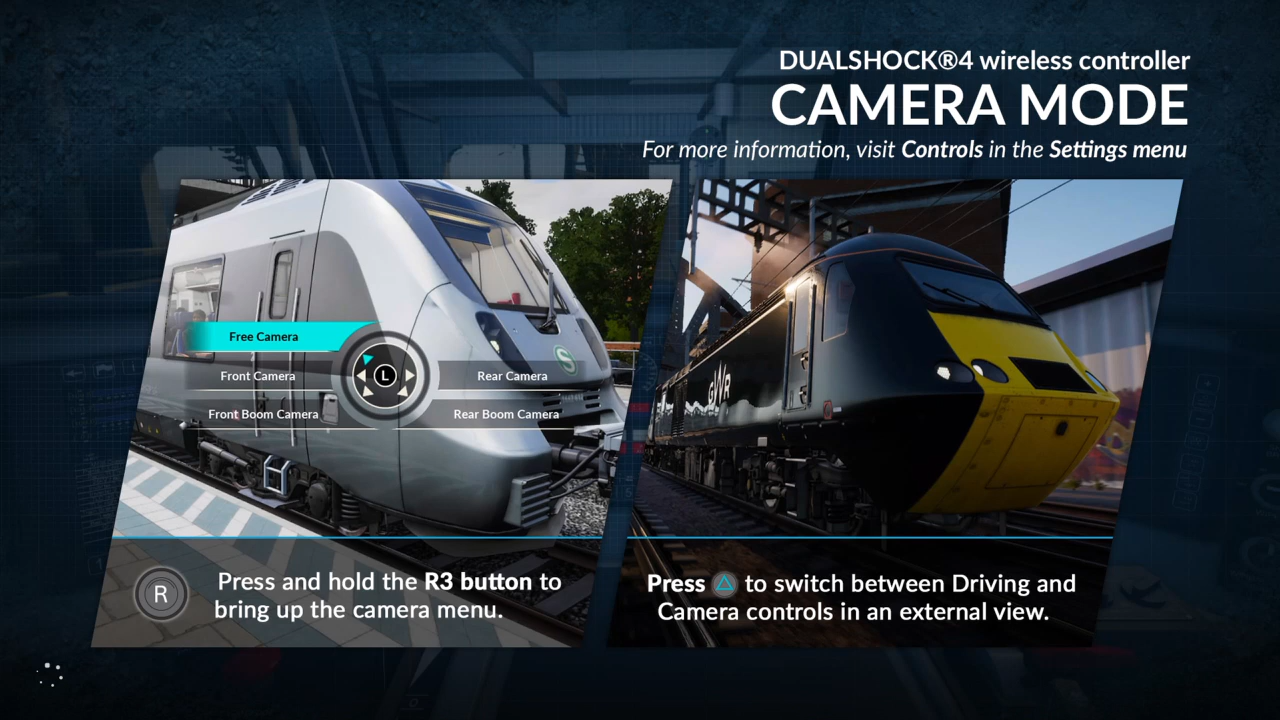 DUALSHOCK®4 wireless controller
CAMERA MODE
For more information, visit Controls in the Settings menu
Free Camera
Front Camera
Rear Camera
Front Boom Camera
Rear Boom Camera
L
S
GWR
R
Press and hold the R3 button to
bring up the camera menu.
Press to switch between Driving and
Camera controls in an external view.